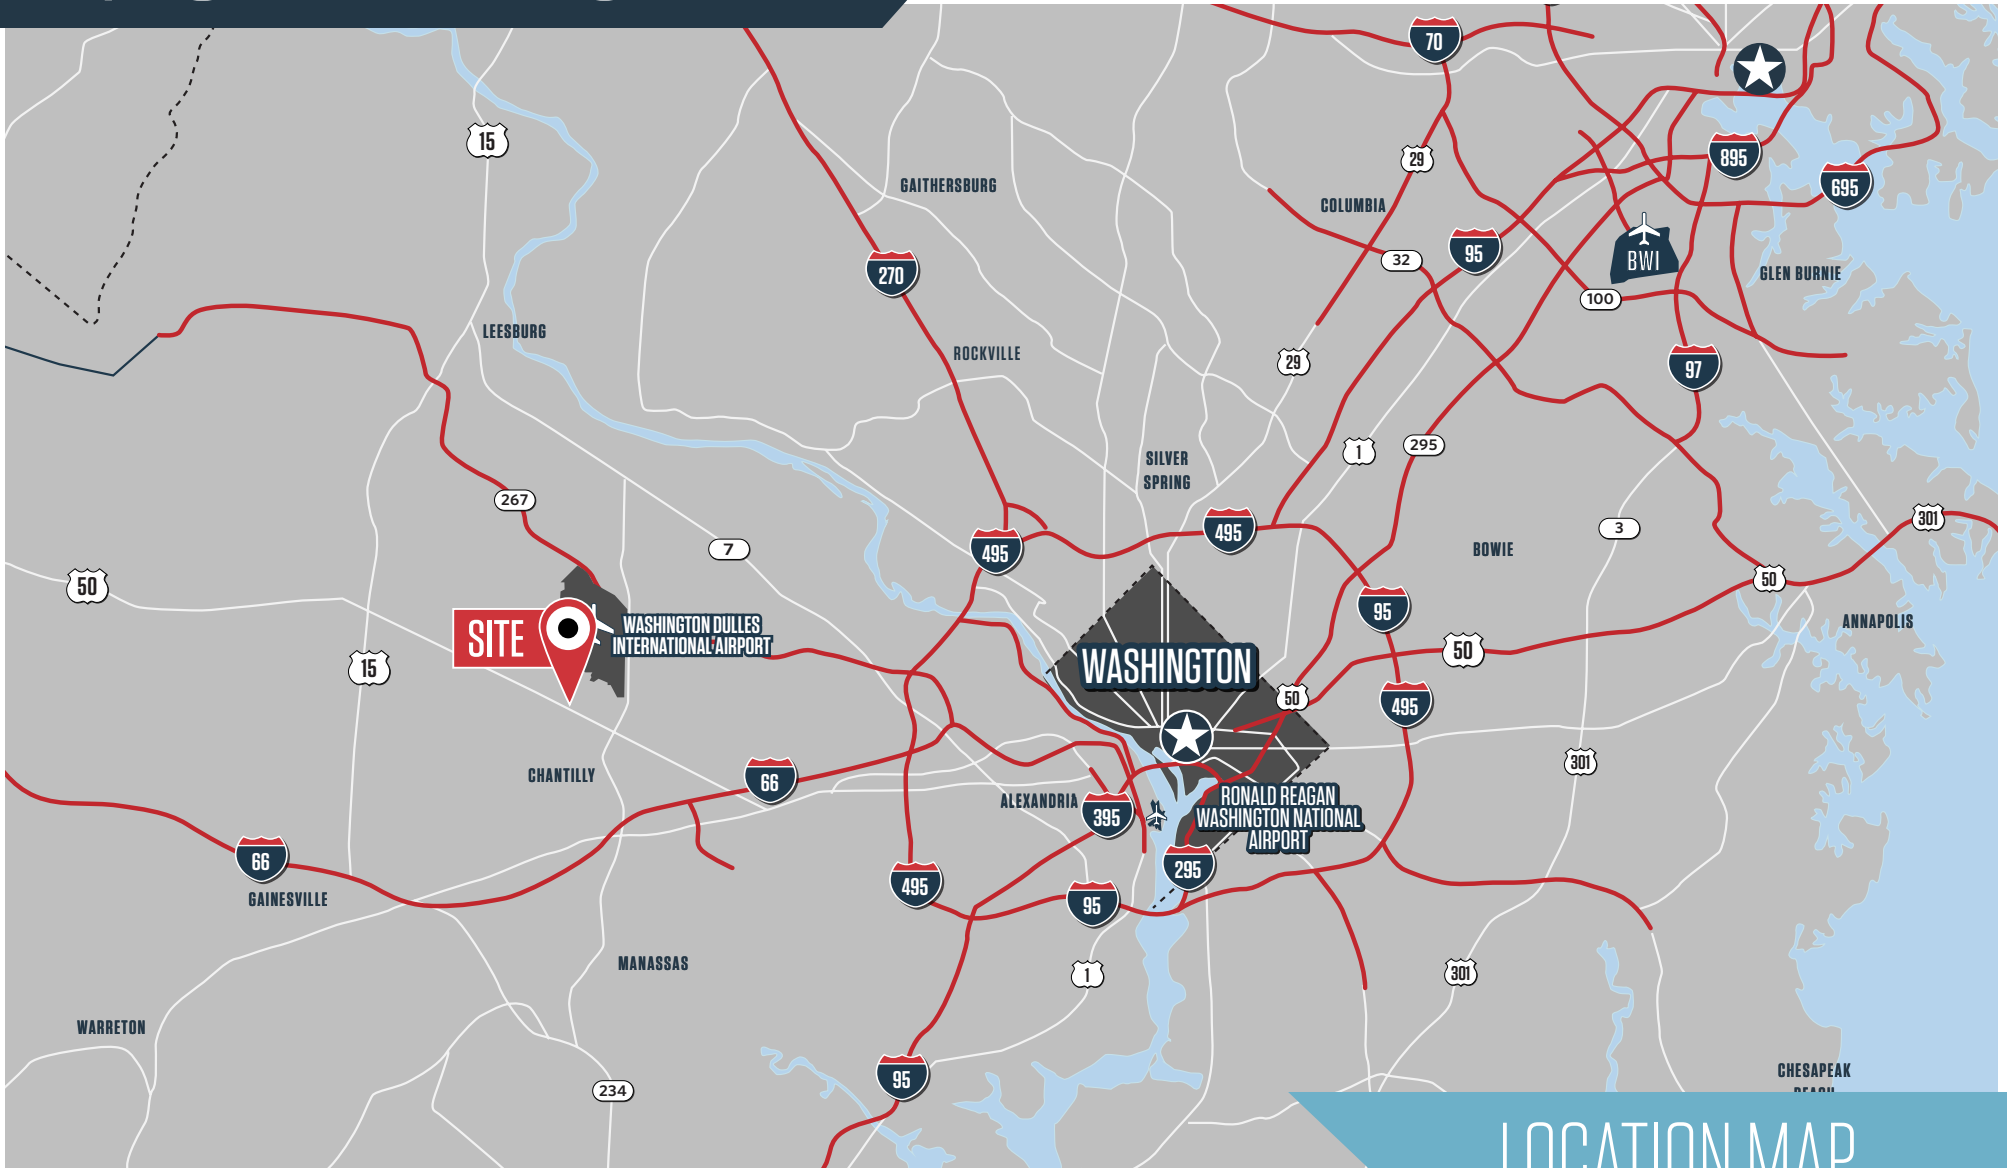 70
15
29
895
695
GAITHERSBURG
COLUMBIA
95
32
BWI
270
GLEN BURNIE
100
LEESBURG
ROCKVILLE
29
97
1
295
SILVER
SPRING
267
7
495
495
3
301
BOWIE
50
50
95
ANNAPOLIS
SITE
WASHINGTON DULLES
INTERNATIONAL AIRPORT
15
WASHINGTON
50
50
495
301
CHANTILLY
66
ALEXANDRIA
395
RONALD REAGAN
WASHINGTON NATIONAL
AIRPORT
66
295
495
95
GAINESVILLE
MANASSAS
1
301
WARRETON
95
234
CHESAPEAK
BEACH
LOCATION MAP